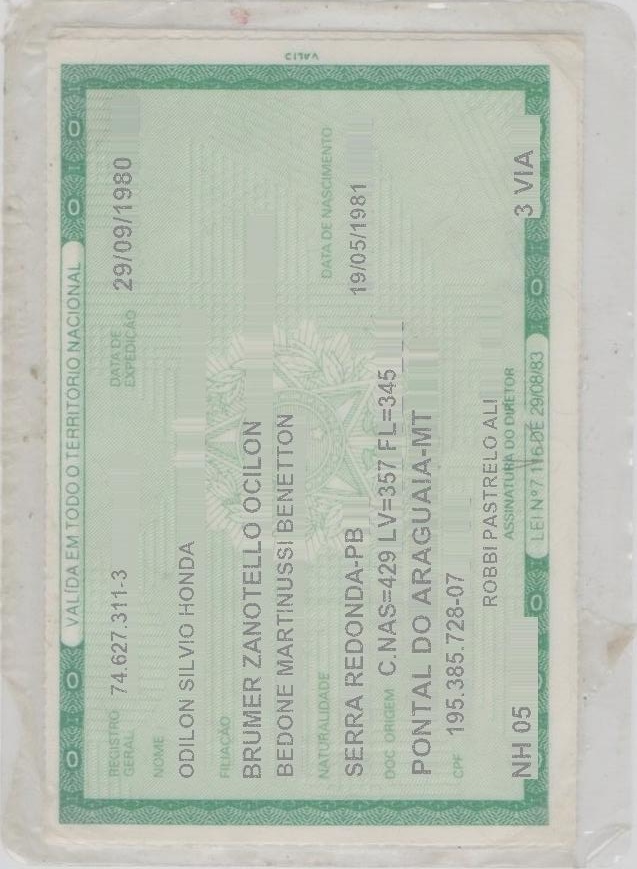 VALID
VALIDA EM TODO O TERRITÓRIO NACIONAL
REGISTRO GERAL 74.627.311-3 DATA DE EXPEDIÇÃO 29/09/1980
NOME
ODILON SILVIO HONDA
FILIAÇÃO
BRUMER ZANOTELLO OCILON
BEDONE MARTINUSSI BENETTON
NATURALIDADE DATA DE NASCIMENTO
SERRA REDONDA-PB 19/05/1981
DOC ORIGEM C.NAS=429 LV=357 FL=345
PONTAL DO ARAGUAIA-MT
CPF 195.385.728-07
ROBBI PASTRELO ALI
ASSINATURA DO DIRETOR
NH 05 3 VIA
LEI Nº 7 116 DE 29/08/83